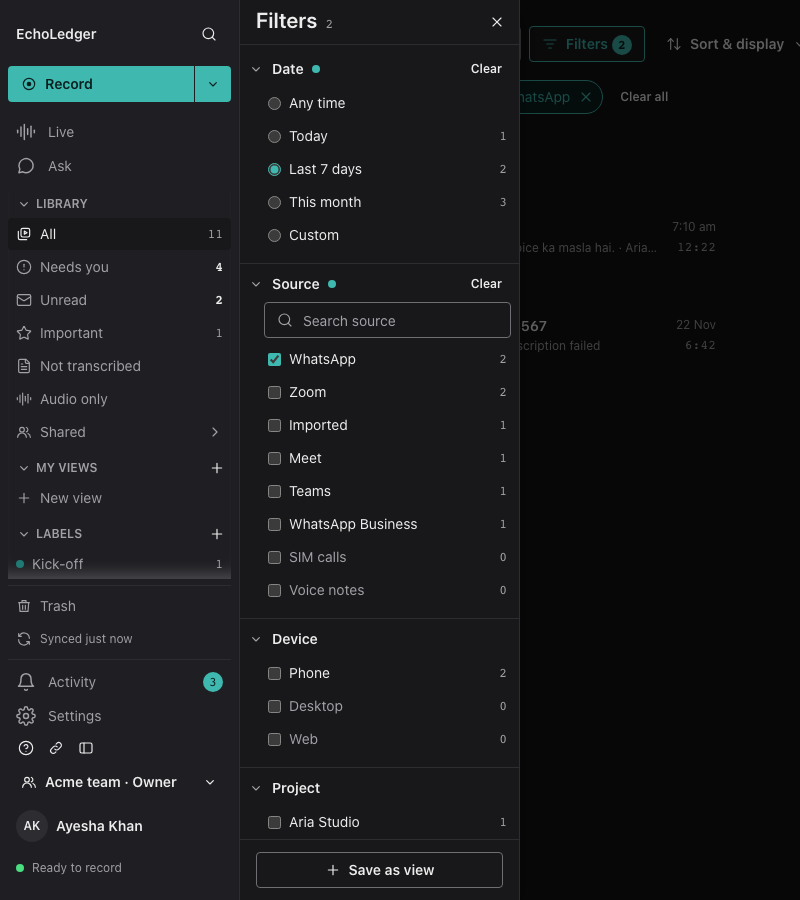 EchoLedger
Record
Live
Ask
LIBRARY
All 11
Needs you 4
Unread 2
Important 1
Not transcribed
Audio only
Shared
MY VIEWS
New view
LABELS
Kick-off 1
Trash
Synced just now
Activity 3
Settings
Acme team · Owner
AK Ayesha Khan
Ready to record
Filters 2
Date Clear
Any time
Today 1
Last 7 days 2
This month 3
Custom
Source Clear
Search source
WhatsApp 2
Zoom 2
Imported 1
Meet 1
Teams 1
WhatsApp Business 1
SIM calls 0
Voice notes 0
Device
Phone 2
Desktop 0
Web 0
Project
Aria Studio 1
Save as view
Filters 2 Sort & display
hatsApp Clear all
7:10 am
ice ka masla hai. · Aria... 12:22
567 22 Nov
scription failed 6:42